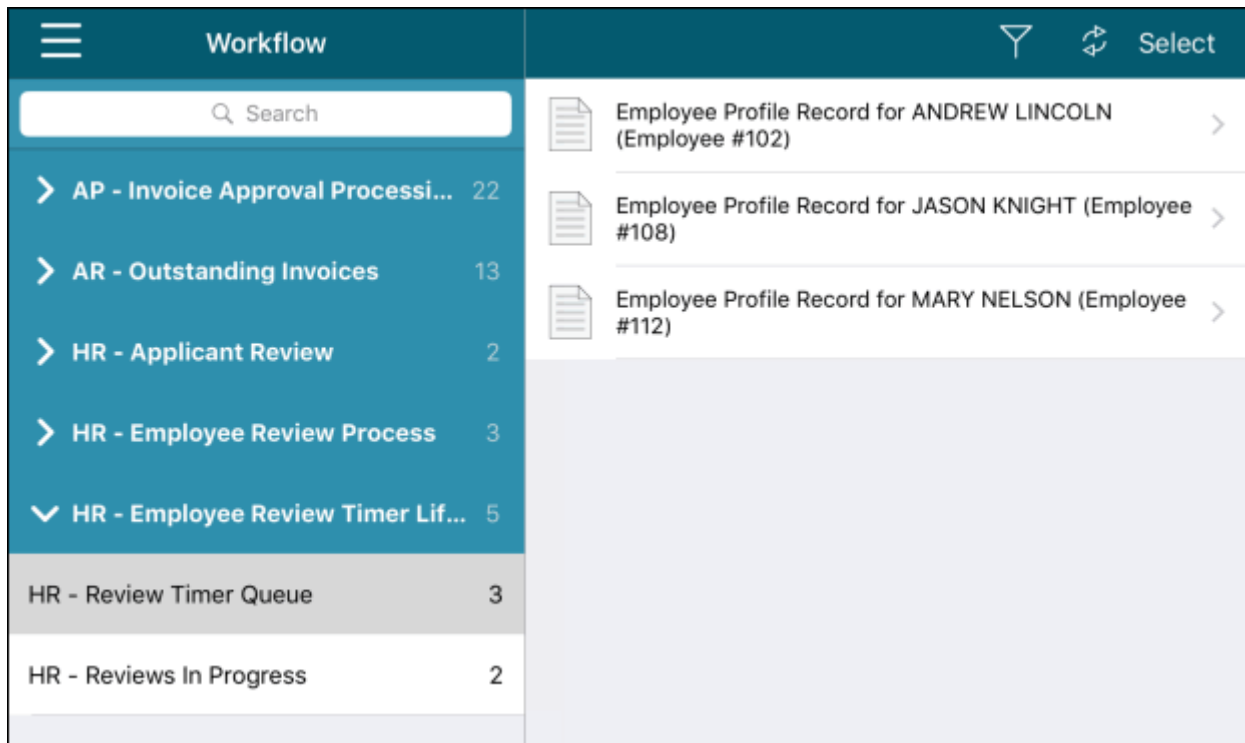 Workflow
Select
Search
AP - Invoice Approval Processi... 22
AR - Outstanding Invoices 13
HR - Applicant Review 2
HR - Employee Review Process 3
HR - Employee Review Timer Lif... 5
HR - Review Timer Queue 3
HR - Reviews In Progress 2
Employee Profile Record for ANDREW LINCOLN
(Employee #102)
Employee Profile Record for JASON KNIGHT (Employee
#108)
Employee Profile Record for MARY NELSON (Employee
#112)